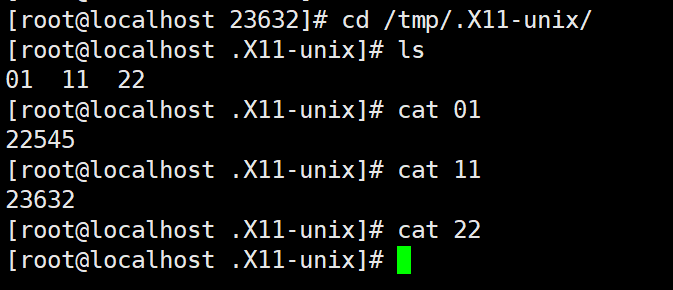 [root@localhost 23632]# cd /tmp/.X11-unix/
[root@localhost .X11-unix]# ls
01  11  22
[root@localhost .X11-unix]# cat 01
22545
[root@localhost .X11-unix]# cat 11
23632
[root@localhost .X11-unix]# cat 22
[root@localhost .X11-unix]#